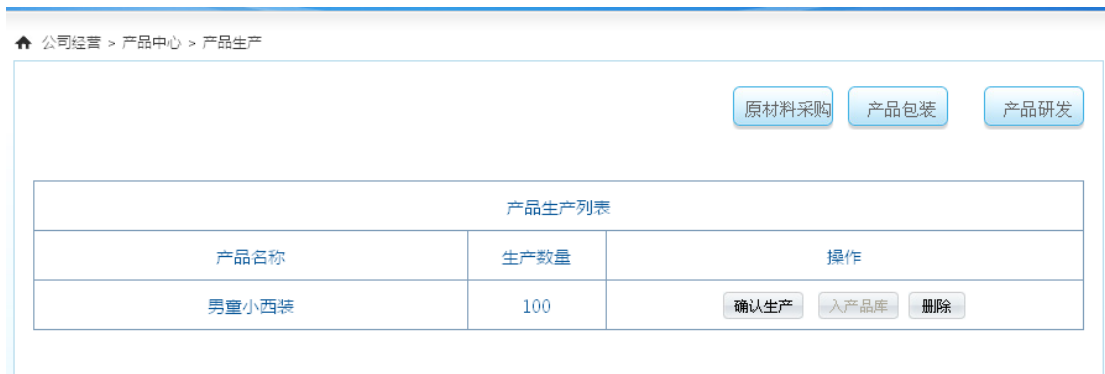 公司经营 > 产品中心 > 产品生产
原材料采购 产品包装 产品研发
产品生产列表
产品名称 生产数量 操作
男童小西装 100 确认生产 入产品库 删除